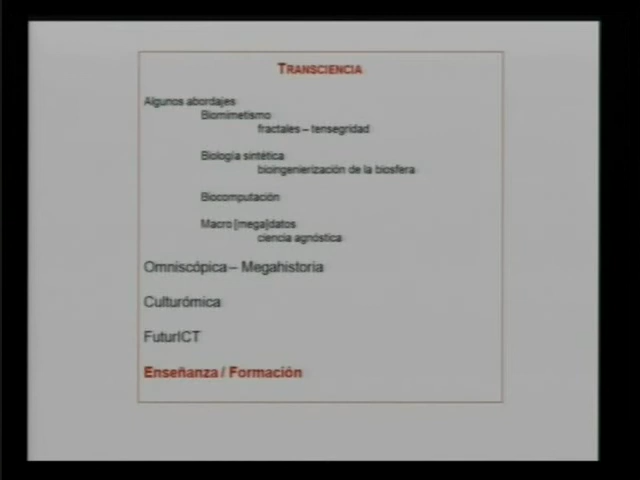 TRANSCIENCIA
Algunos abordajes
Biomimetismo
fractales – tensegridad
Biología sintética
bioingenierización de la biosfera
Biocomputación
Macro [mega]datos
ciencia agnóstica
Omniscópica – Megahistoria
Culturómica
FuturICT
Enseñanza / Formación